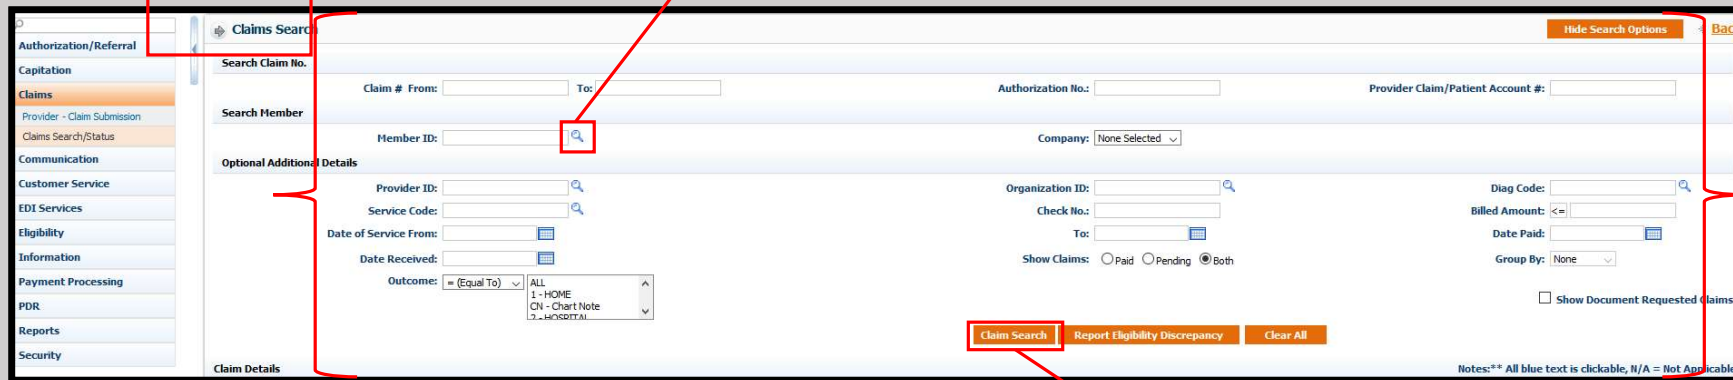 Authorization/Referral
Capitation
Claims
Provider - Claim Submission
Claims Search/Status
Communication
Customer Service
EDI Services
Eligibility
Information
Payment Processing
PDR
Reports
Security
Claims Search
Hide Search Options
Bac
Search Claim No.
Claim # From: To: Authorization No.: Provider Claim/Patient Account #:
Search Member
Member ID: Company: None Selected
Optional Additional Details
Provider ID: Organization ID: Diag Code:
Service Code: Check No.: Billed Amount: <=
Date of Service From: To: Date Paid:
Date Received: Show Claims: Paid Pending Both Group By: None
Outcome: = (Equal To) ALL
1 - HOME
CN - Chart Note
2 - HOSPITAL
Show Document Requested Claims
Claim Search Report Eligibility Discrepancy Clear All
Claim Details Notes:** All blue text is clickable, N/A = Not Applicable